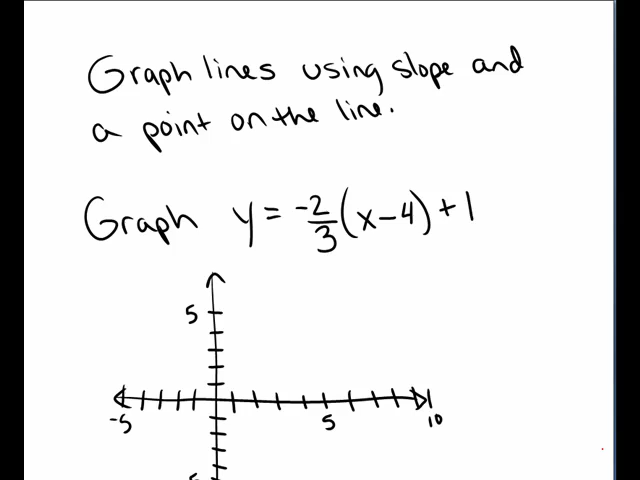 Graph lines using slope and
a point on the line.
Graph y = -2/3 (x-4) + 1
5
-5 5 10